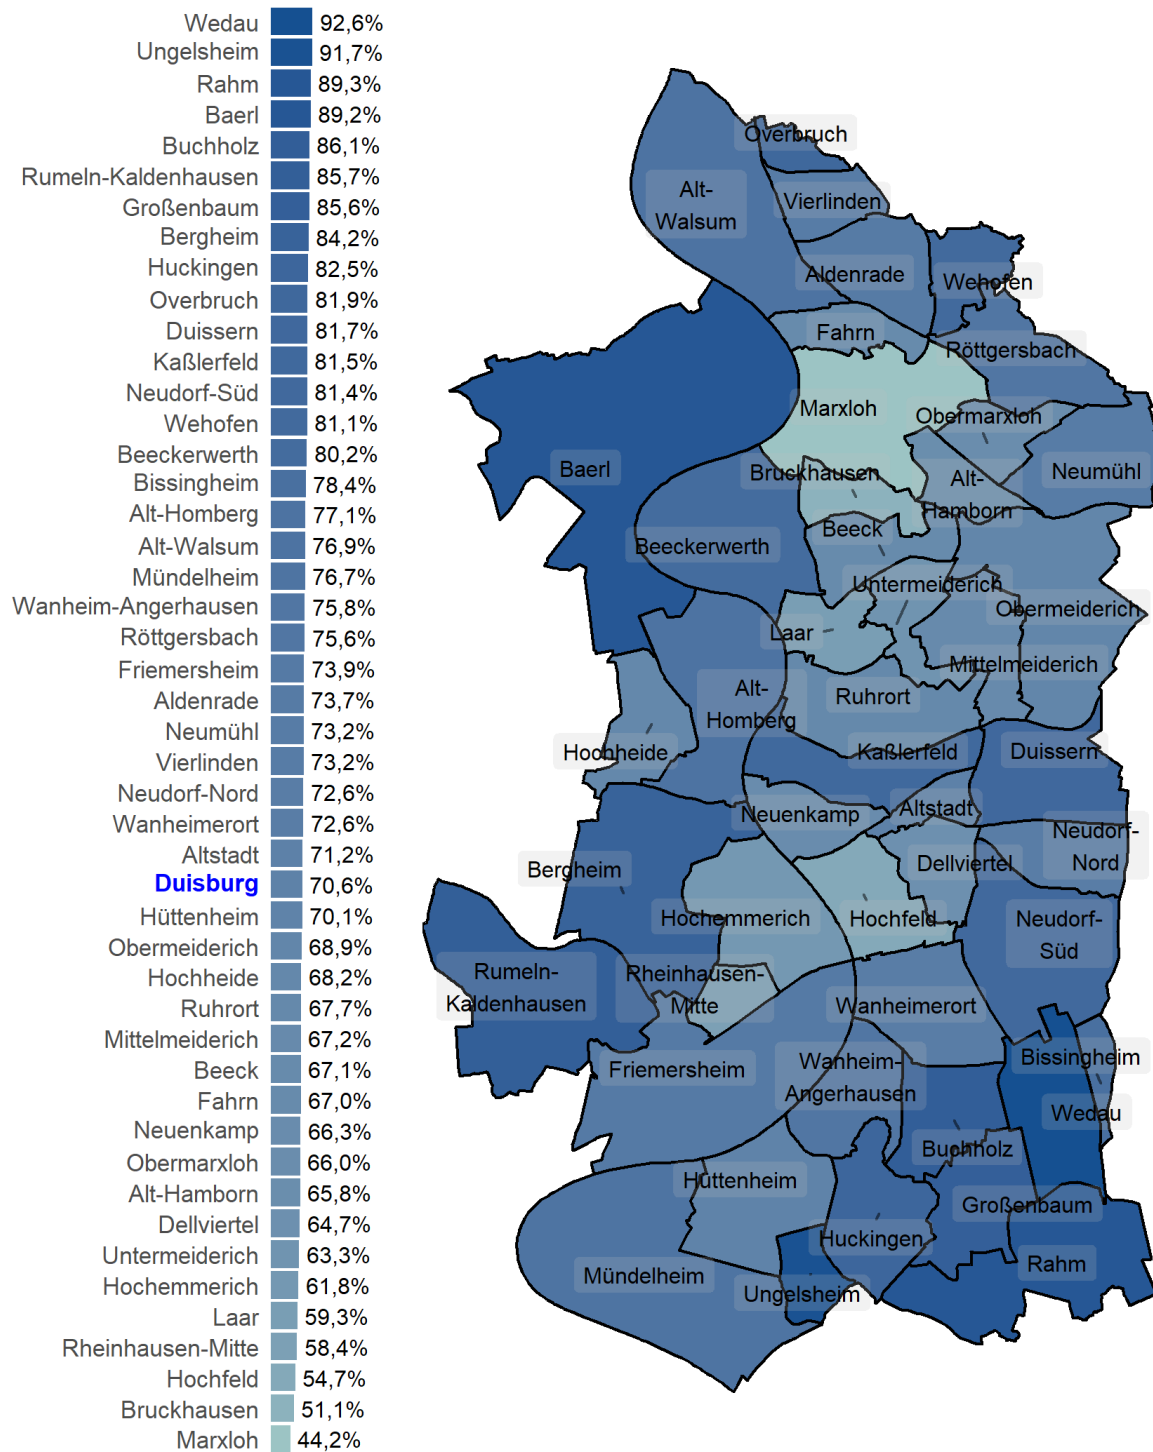 Wedau 92,6%
Ungelsheim 91,7%
Rahm 89,3%
Baerl 89,2%
Buchholz 86,1%
Rumeln-Kaldenhausen 85,7%
Großenbaum 85,6%
Bergheim 84,2%
Huckingen 82,5%
Overbruch 81,9%
Duissern 81,7%
Kaßlerfeld 81,5%
Neudorf-Süd 81,4%
Wehofen 81,1%
Beeckerwerth 80,2%
Bissingheim 78,4%
Alt-Homberg 77,1%
Alt-Walsum 76,9%
Mündelheim 76,7%
Wanheim-Angerhausen 75,8%
Röttgersbach 75,6%
Friemersheim 73,9%
Aldenrade 73,7%
Neumühl 73,2%
Vierlinden 73,2%
Neudorf-Nord 72,6%
Wanheimerort 72,6%
Altstadt 71,2%
Duisburg 70,6%
Hüttenheim 70,1%
Obermeiderich 68,9%
Hochheide 68,2%
Ruhrort 67,7%
Mittelmeiderich 67,2%
Beeck 67,1%
Fahrn 67,0%
Neuenkamp 66,3%
Obermarxloh 66,0%
Alt-Hamborn 65,8%
Dellviertel 64,7%
Untermeiderich 63,3%
Hochemmerich 61,8%
Laar 59,3%
Rheinhausen-Mitte 58,4%
Hochfeld 54,7%
Bruckhausen 51,1%
Marxloh 44,2%
Overbruch
Alt-
Walsum
Vierlinden
Aldenrade
Wehofen
Fahrn
Röttgersbach
Marxloh
Obermarxloh
Baerl
Bruckhausen
Alt-
Hamborn
Neumühl
Beeck
Beeckerwerth
Untermeiderich
Obermeiderich
Laar
Mittelmeiderich
Alt-
Homberg
Ruhrort
Hochheide
Kaßlerfeld
Duissern
Neuenkamp
Altstadt
Neudorf-
Nord
Bergheim
Dellviertel
Hochemmerich
Hochfeld
Neudorf-
Süd
Rumeln-
Kaldenhausen
Rheinhausen-
Mitte
Wanheimerort
Friemersheim
Wanheim-
Angerhausen
Bissingheim
Wedau
Buchholz
Hüttenheim
Großenbaum
Huckingen
Mündelheim
Rahm
Ungelsheim